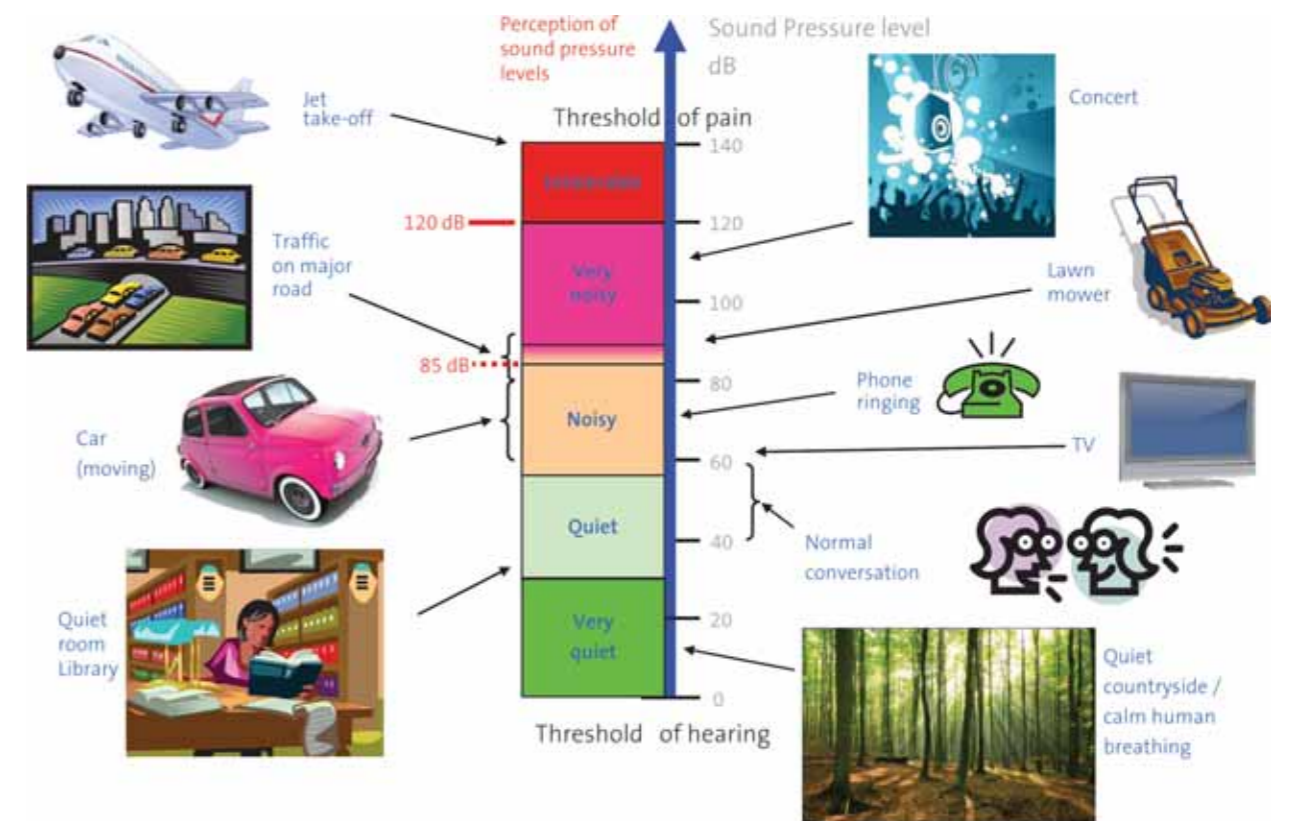 Perception of
sound pressure
levels
Sound Pressure level
dB
Jet
take-off
Concert
Threshold of pain
140
120 dB
120
Traffic
on major
road
Very
noisy
Lawn
mower
100
85 dB
80
Phone
ringing
Noisy
Car
(moving)
TV
60
Quiet
40
Normal
conversation
Quiet
room
Library
Very
quiet
20
Quiet
countryside /
calm human
breathing
0
Threshold of hearing